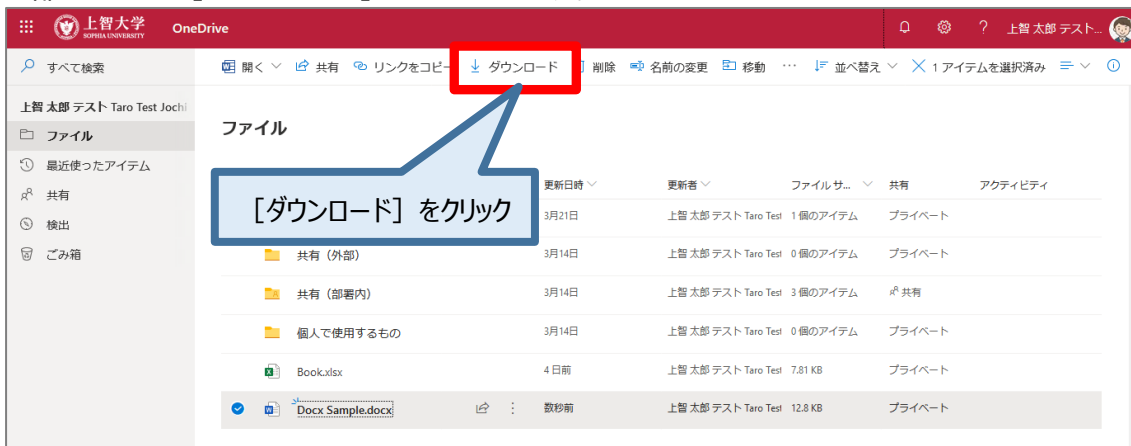 上智大学
SOPHIA UNIVERSITY
OneDrive
? 上智 太郎 テスト...
すべて検索
開く 共有 リンクをコピー ダウンロード 削除 名前の変更 移動 ... 並べ替え 1 アイテムを選択済み
上智 太郎 テスト Taro Test Jochi
ファイル
最近使ったアイテム
共有
検出
ごみ箱
ファイル
[ダウンロード] をクリック
更新日時 更新者 ファイル サ... 共有 アクティビティ
3月21日 上智 太郎 テスト Taro Test 1 個のアイテム プライベート
共有（外部） 3月14日 上智 太郎 テスト Taro Test 0 個のアイテム プライベート
共有（部署内） 3月14日 上智 太郎 テスト Taro Test 3 個のアイテム 共有
個人で使用するもの 3月14日 上智 太郎 テスト Taro Test 0 個のアイテム プライベート
Book.xlsx 4 日前 上智 太郎 テスト Taro Test 7.81 KB プライベート
Docx Sample.docx 数秒前 上智 太郎 テスト Taro Test 12.8 KB プライベート